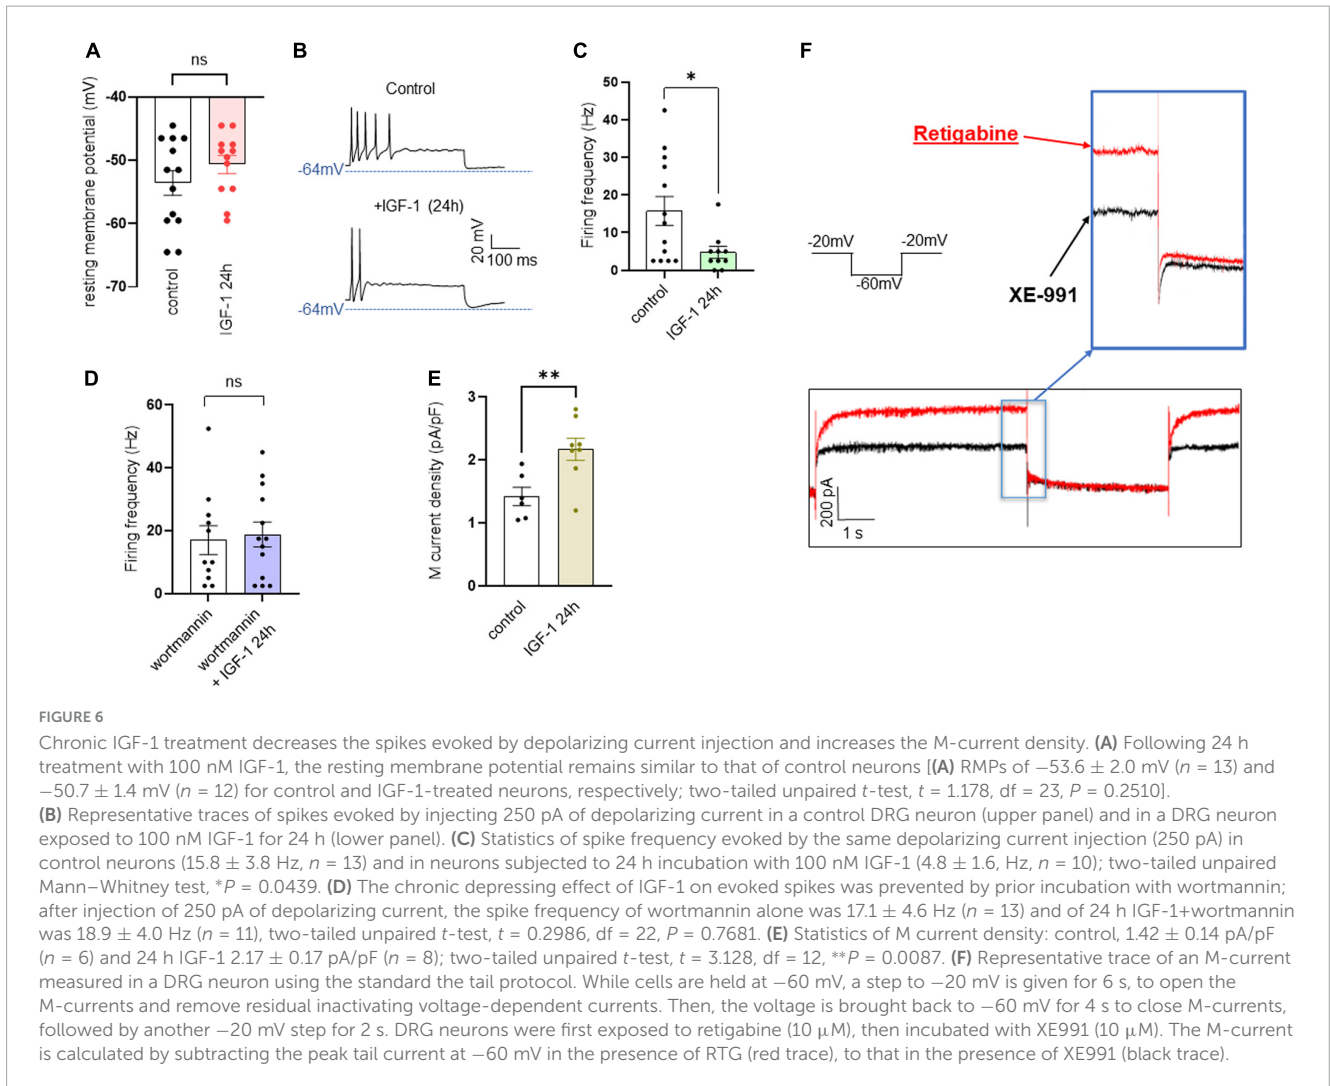 A
ns
resting membrane potential (mV)
-40
-50
-60
-70
control
IGF-1 24h
B
Control
-64mV
+IGF-1 (24h)
-64mV
20 mV
100 ms
C
*
Firing frequency (Hz)
50
40
30
20
10
0
control
IGF-1 24h
F
Retigabine
-20mV
-20mV
-60mV
XE-991
200 pA
1 s
D
ns
Firing frequency (Hz)
60
40
20
0
wortmannin
wortmannin
+ IGF-1 24h
E
**
M current density (pA/pF)
3
2
1
0
control
IGF-1 24h
FIGURE 6
Chronic IGF-1 treatment decreases the spikes evoked by depolarizing current injection and increases the M-current density. (A) Following 24 h
treatment with 100 nM IGF-1, the resting membrane potential remains similar to that of control neurons [(A) RMPs of −53.6 ± 2.0 mV (n = 13) and
−50.7 ± 1.4 mV (n = 12) for control and IGF-1-treated neurons, respectively; two-tailed unpaired t-test, t = 1.178, df = 23, P = 0.2510].
(B) Representative traces of spikes evoked by injecting 250 pA of depolarizing current in a control DRG neuron (upper panel) and in a DRG neuron
exposed to 100 nM IGF-1 for 24 h (lower panel). (C) Statistics of spike frequency evoked by the same depolarizing current injection (250 pA) in
control neurons (15.8 ± 3.8 Hz, n = 13) and in neurons subjected to 24 h incubation with 100 nM IGF-1 (4.8 ± 1.6, Hz, n = 10); two-tailed unpaired
Mann–Whitney test, *P = 0.0439. (D) The chronic depressing effect of IGF-1 on evoked spikes was prevented by prior incubation with wortmannin;
after injection of 250 pA of depolarizing current, the spike frequency of wortmannin alone was 17.1 ± 4.6 Hz (n = 13) and of 24 h IGF-1+wortmannin
was 18.9 ± 4.0 Hz (n = 11), two-tailed unpaired t-test, t = 0.2986, df = 22, P = 0.7681. (E) Statistics of M current density: control, 1.42 ± 0.14 pA/pF
(n = 6) and 24 h IGF-1 2.17 ± 0.17 pA/pF (n = 8); two-tailed unpaired t-test, t = 3.128, df = 12, **P = 0.0087. (F) Representative trace of an M-current
measured in a DRG neuron using the standard the tail protocol. While cells are held at −60 mV, a step to −20 mV is given for 6 s, to open the
M-currents and remove residual inactivating voltage-dependent currents. Then, the voltage is brought back to −60 mV for 4 s to close M-currents,
followed by another −20 mV step for 2 s. DRG neurons were first exposed to retigabine (10 μM), then incubated with XE991 (10 μM). The M-current
is calculated by subtracting the peak tail current at −60 mV in the presence of RTG (red trace), to that in the presence of XE991 (black trace).